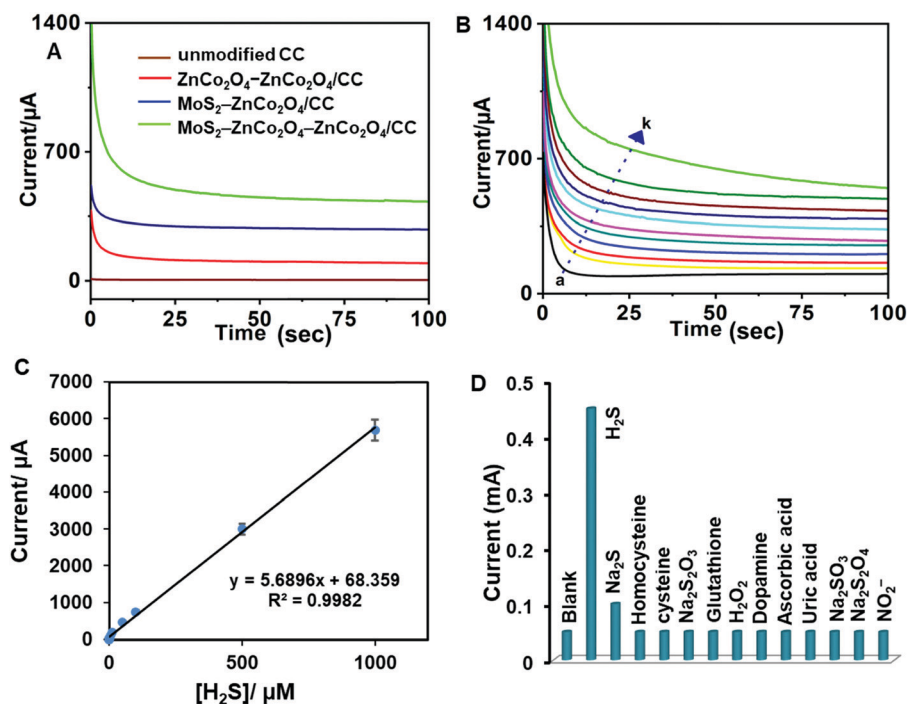 A
1400
700
0
Current/µA
unmodified CC
ZnCo₂O₄–ZnCo₂O₄/CC
MoS₂–ZnCo₂O₄/CC
MoS₂–ZnCo₂O₄–ZnCo₂O₄/CC
0 25 50 75 100
Time (sec)
B
1400
700
0
Current/µA
k
a
0 25 50 75 100
Time (sec)
C
7000
6000
5000
4000
3000
2000
1000
0
Current/ µA
y = 5.6896x + 68.359
R² = 0.9982
0 500 1000
[H₂S]/ µM
D
0.5
0.4
0.3
0.2
0.1
0
Current (mA)
Blank
H₂S
Na₂S
Homocysteine
cysteine
Na₂S₂O₃
Glutathione
H₂O₂
Dopamine
Ascorbic acid
Uric acid
Na₂SO₃
Na₂S₂O₄
NO₂⁻